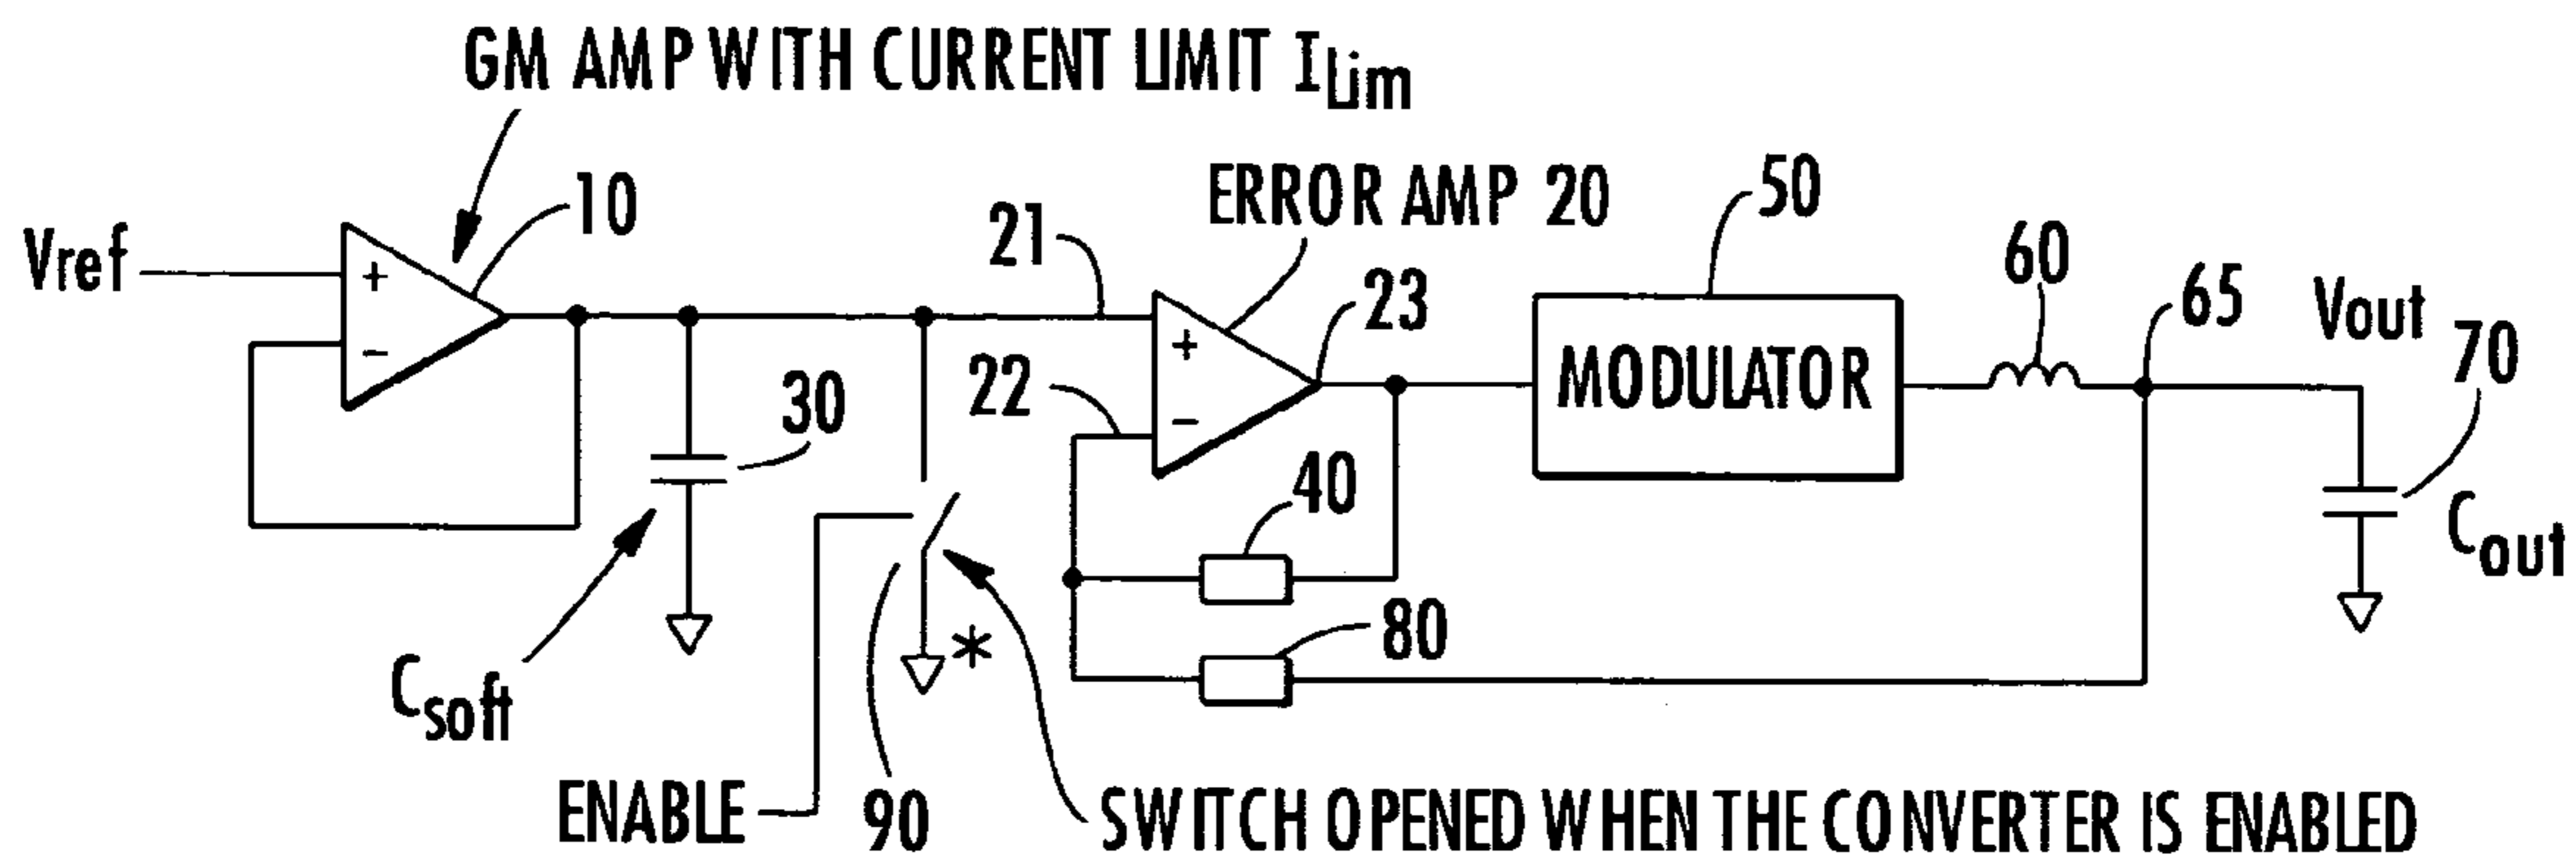 GM AMP WITH CURRENT LIMIT ILim
10
Vref
+
-
21
ERROR AMP 20
50
23
60
65
Vout
70
22
+
-
MODULATOR
30
40
Cout
Csoft
*
80
ENABLE
90
SWITCH OPENED WHEN THE CONVERTER IS ENABLED